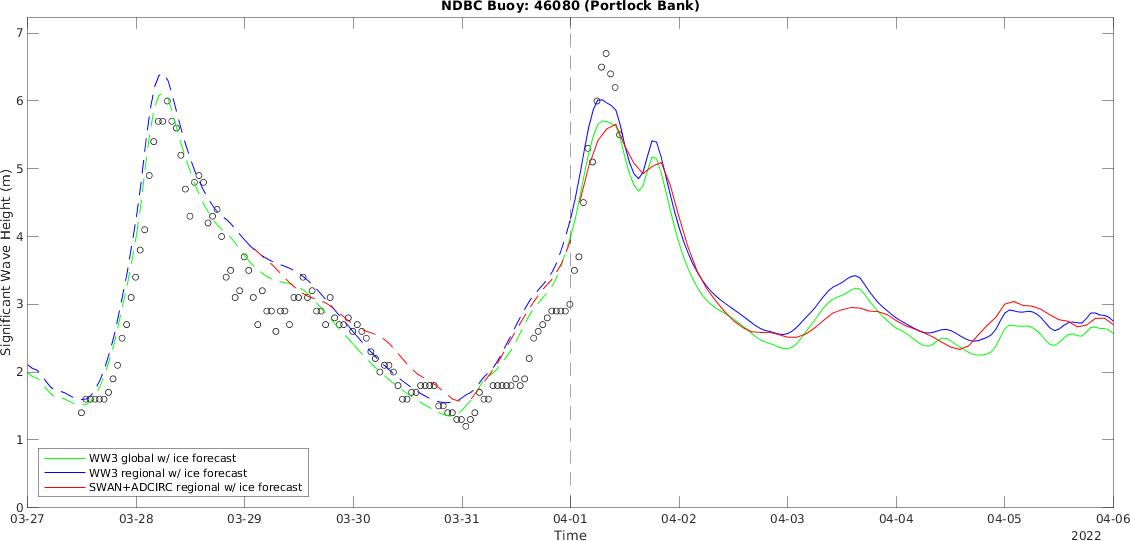 NDBC Buoy: 46080 (Portlock Bank)
7
6
5
4
3
2
1
0
Significant Wave Height (m)
WW3 global w/ ice forecast
WW3 regional w/ ice forecast
SWAN+ADCIRC regional w/ ice forecast
03-27 03-28 03-29 03-30 03-31 04-01 04-02 04-03 04-04 04-05 04-06
Time
2022